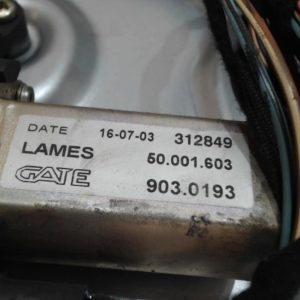 DATE 16-07-03 312849
LAMES 50.001.603
GATE 903.0193